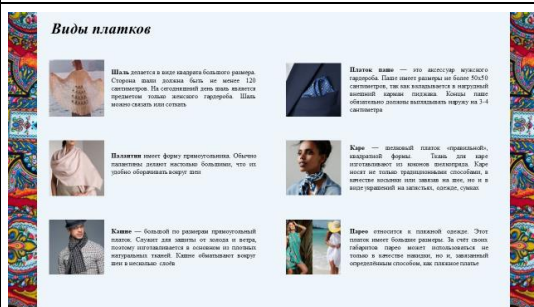 Виды платков
Шаль делается в виде квадрата большого размера.
Сторона шали должна быть не менее 120
сантиметров. На сегодняшний день шаль является
предметом только женского гардероба. Шаль
можно связать или соткать
Палантин имеет форму прямоугольника. Обычно
палантины делают настолько большими, что их
удобно оборачивать вокруг шеи
Кашне — большой по размерам прямоугольный
платок. Служит для защиты от холода и ветра,
поэтому изготавливается в основном из плотных
натуральных тканей. Кашне обматывают вокруг
шеи в несколько слоёв
Платок паше — это аксессуар мужского
гардероба. Паше имеет размеры не более 50х50
сантиметров, так как вкладывается в нагрудный
внешний карман пиджака. Концы паше
обязательно должны выглядывать наружу на 3-4
сантиметра
Каре — шелковый платок «правильной»,
квадратной формы. Ткань для каре
изготавливают из коконов шелкопряда. Каре
носят не только традиционными способами, в
качестве косынки или завязав на шее, но и в
виде украшений на запястьях, одежде, сумках
Парео относится к пляжной одежде. Этот
платок имеет большие размеры. За счёт своих
габаритов парео может использоваться не
только в качестве накидки, но и, завязанный
определённым способом, как пляжное платье